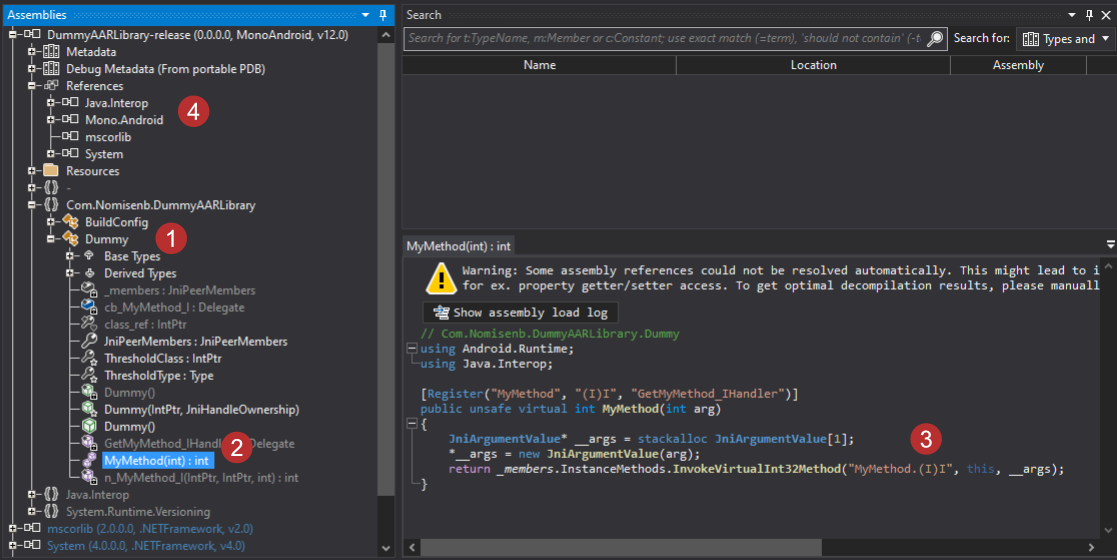 Assemblies
DummyAARLibrary-release (0.0.0.0, MonoAndroid, v12.0)
Metadata
Debug Metadata (From portable PDB)
References
Java.Interop
4
Mono.Android
mscorlib
System
Resources
-
Com.Nomisenb.DummyAARLibrary
BuildConfig
Dummy
1
Base Types
Derived Types
_members : JniPeerMembers
cb_MyMethod_I : Delegate
class_ref : IntPtr
JniPeerMembers : JniPeerMembers
ThresholdClass : IntPtr
ThresholdType : Type
Dummy()
Dummy(IntPtr, JniHandleOwnership)
Dummy()
GetMyMethod_IHand Delegate
2
MyMethod(int) : int
n_MyMethod_I(IntPtr, IntPtr, int) : int
Java.Interop
System.Runtime.Versioning
mscorlib (2.0.0.0, .NETFramework, v2.0)
System (4.0.0.0, .NETFramework, v4.0)
Search
Search for t:TypeName, m:Member or c:Constant; use exact match (=term), 'should not contain' (-t
Search for:
Types and
Name Location Assembly
MyMethod(int) : int
Warning: Some assembly references could not be resolved automatically. This might lead to i
for ex. property getter/setter access. To get optimal decompilation results, please manuall
Show assembly load log
// Com.Nomisenb.DummyAARLibrary.Dummy
using Android.Runtime;
using Java.Interop;
[Register("MyMethod", "(I)I", "GetMyMethod_IHandler")]
public unsafe virtual int MyMethod(int arg)
{
JniArgumentValue* __args = stackalloc JniArgumentValue[1];
3
*__args = new JniArgumentValue(arg);
return _members.InstanceMethods.InvokeVirtualInt32Method("MyMethod.(I)I", this, __args);
}